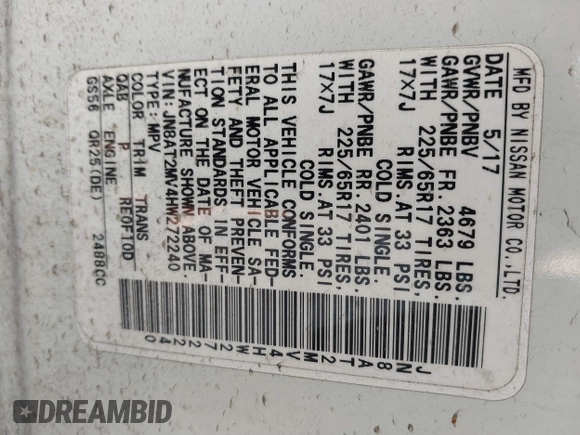 MFD BY NISSAN MOTOR CO.,LTD.
DATE 5/17
GVWR/PNBV 4679 LBS.
GAWR/PNBE FR.2363 LBS.
WITH 225/65R17 TIRES,
17X7J RIMS.AT 33 PSI
COLD SINGLE.
GAWR/PNBE RR.2401 LBS.
WITH 225/65R17 TIRES,
17X7J RIMS.AT 33 PSI
COLD SINGLE.
THIS VEHICLE CONFORMS
TO ALL APPLICABLE FED-
ERAL MOTOR VEHICLE SA-
FETY AND THEFT PREVEN-
TION STANDARDS IN EFF-
ECT ON THE DATE OF MA-
NUFACTURE SHOWN ABOVE.
VIN:JN8AT2MV4HW272240
TYPE:MPV
COLOR TRIM TRANS
QAB P RE0F10D
AXLE ENGINE
GS56 QR25(DE) 24B8CC
JN8AT2MV4HW272240
DREAMBID